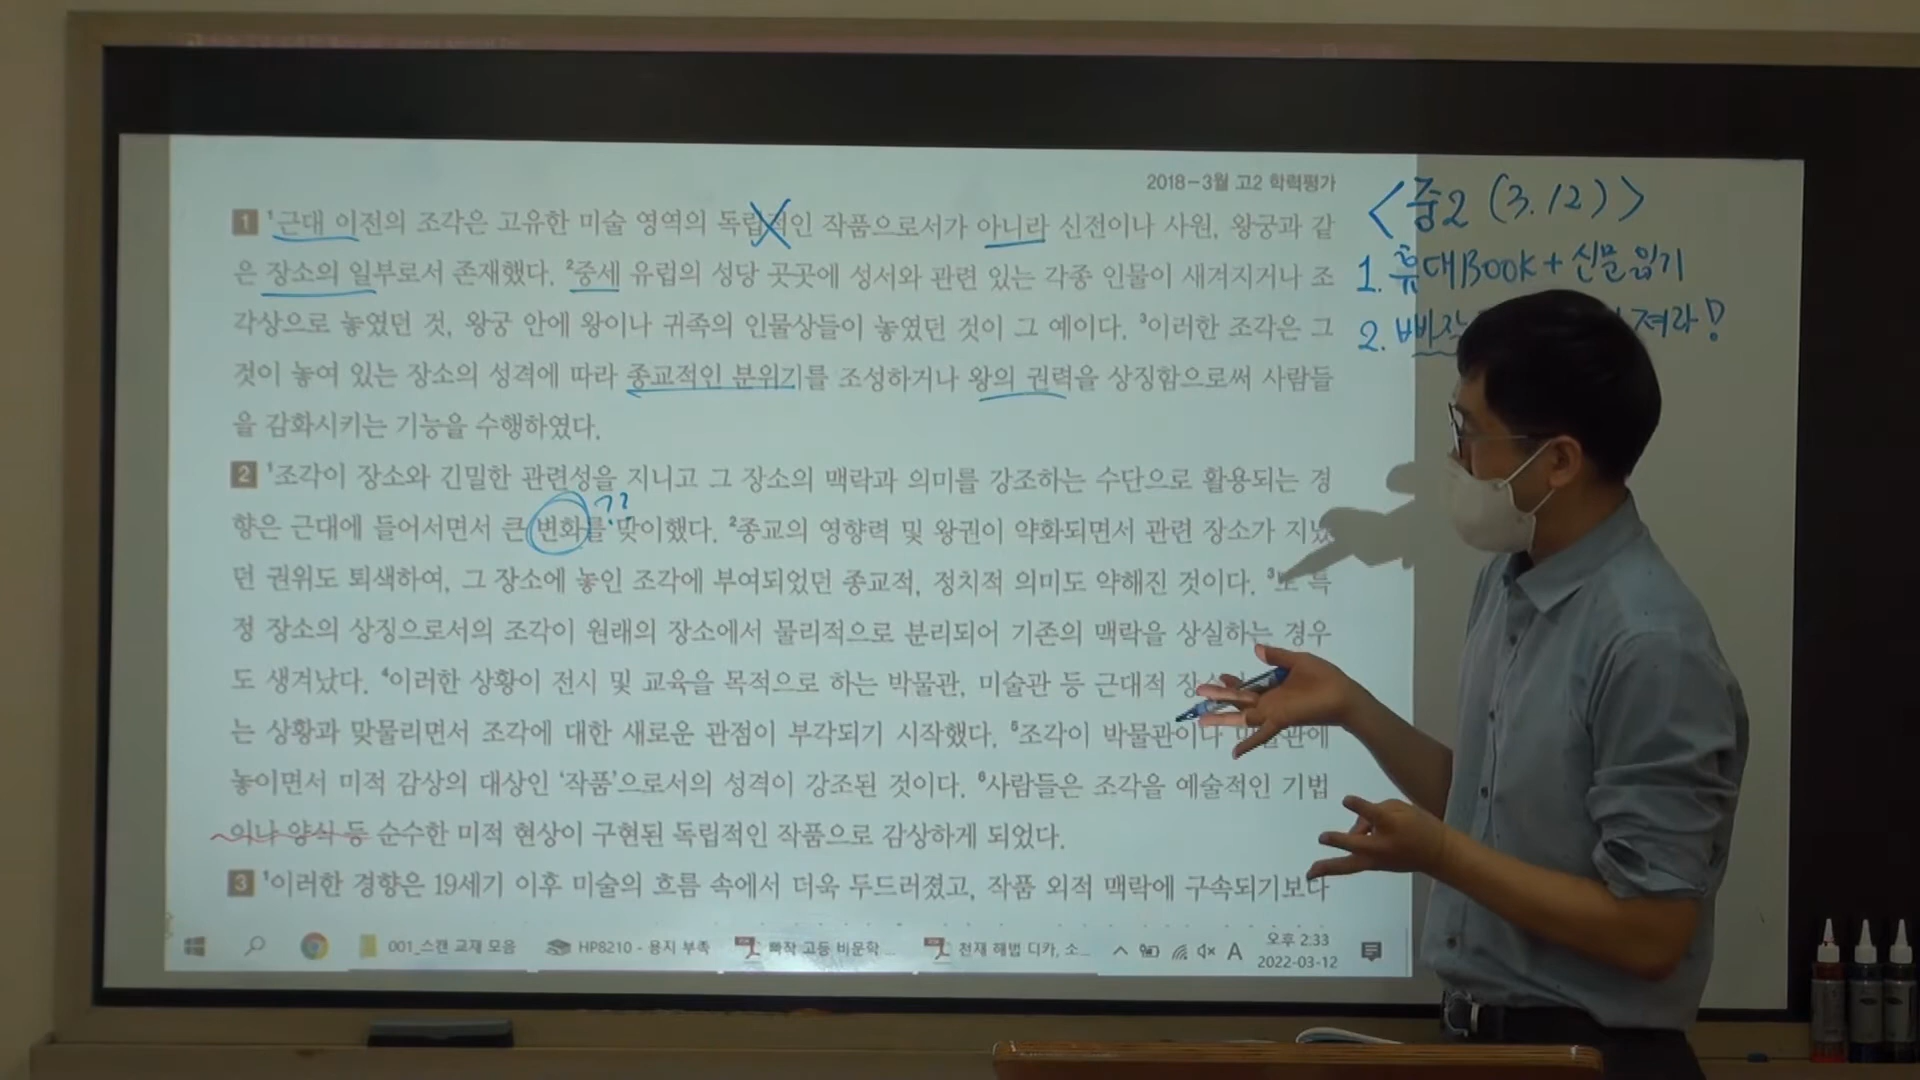 2018-3월 고2 학력평가
1 ¹근대 이전의 조각은 고유한 미술 영역의 독립적인 작품으로서가 아니라 신전이나 사원, 왕궁과 같
은 장소의 일부로서 존재했다. ²중세 유럽의 성당 곳곳에 성서와 관련 있는 각종 인물이 새겨지거나 조
각상으로 놓였던 것, 왕궁 안에 왕이나 귀족의 인물상들이 놓였던 것이 그 예이다. ³이러한 조각은 그
것이 놓여 있는 장소의 성격에 따라 종교적인 분위기를 조성하거나 왕의 권력을 상징함으로써 사람들
을 감화시키는 기능을 수행하였다.
2 ¹조각이 장소와 긴밀한 관련성을 지니고 그 장소의 맥락과 의미를 강조하는 수단으로 활용되는 경
??
향은 근대에 들어서면서 큰 변화를 맞이했다. ²종교의 영향력 및 왕권이 약화되면서 관련 장소가 지녔
던 권위도 퇴색하여, 그 장소에 놓인 조각에 부여되었던 종교적, 정치적 의미도 약해진 것이다. ³또 특
정 장소의 상징으로서의 조각이 원래의 장소에서 물리적으로 분리되어 기존의 맥락을 상실하는 경우
도 생겨났다. ⁴이러한 상황이 전시 및 교육을 목적으로 하는 박물관, 미술관 등 근대적
는 상황과 맞물리면서 조각에 대한 새로운 관점이 부각되기 시작했다. ⁵조각이 박물관이나
놓이면서 미적 감상의 대상인 '작품'으로서의 성격이 강조된 것이다. ⁶사람들은 조각을 예술적인 기법
이나 양식 등 순수한 미적 현상이 구현된 독립적인 작품으로 감상하게 되었다.
3 ¹이러한 경향은 19세기 이후 미술의 흐름 속에서 더욱 두드러졌고, 작품 외적 맥락에 구속되기보다
<중2 (3.12)>
1. 휴대BOOK + 신문 읽기
2. 빠작 져라!
001_스캔 교재 모음
HP8210 - 용지 부족
빠작 고등 비문학 ...
천재 해법 디카, 소...
A
오후 2:33
2022-03-12